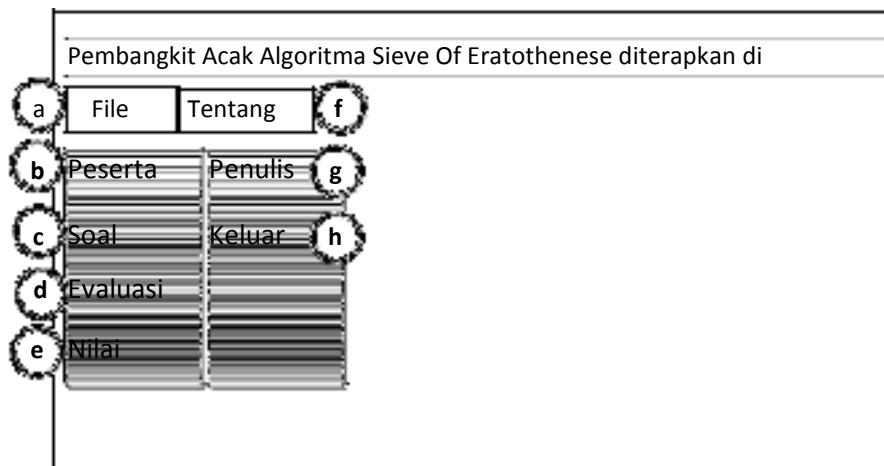 Pembangkit Acak Algoritma Sieve Of Eratothenese diterapkan di
a File Tentang f
b Peserta Penulis g
c Soal Keluar h
d Evaluasi
e Nilai